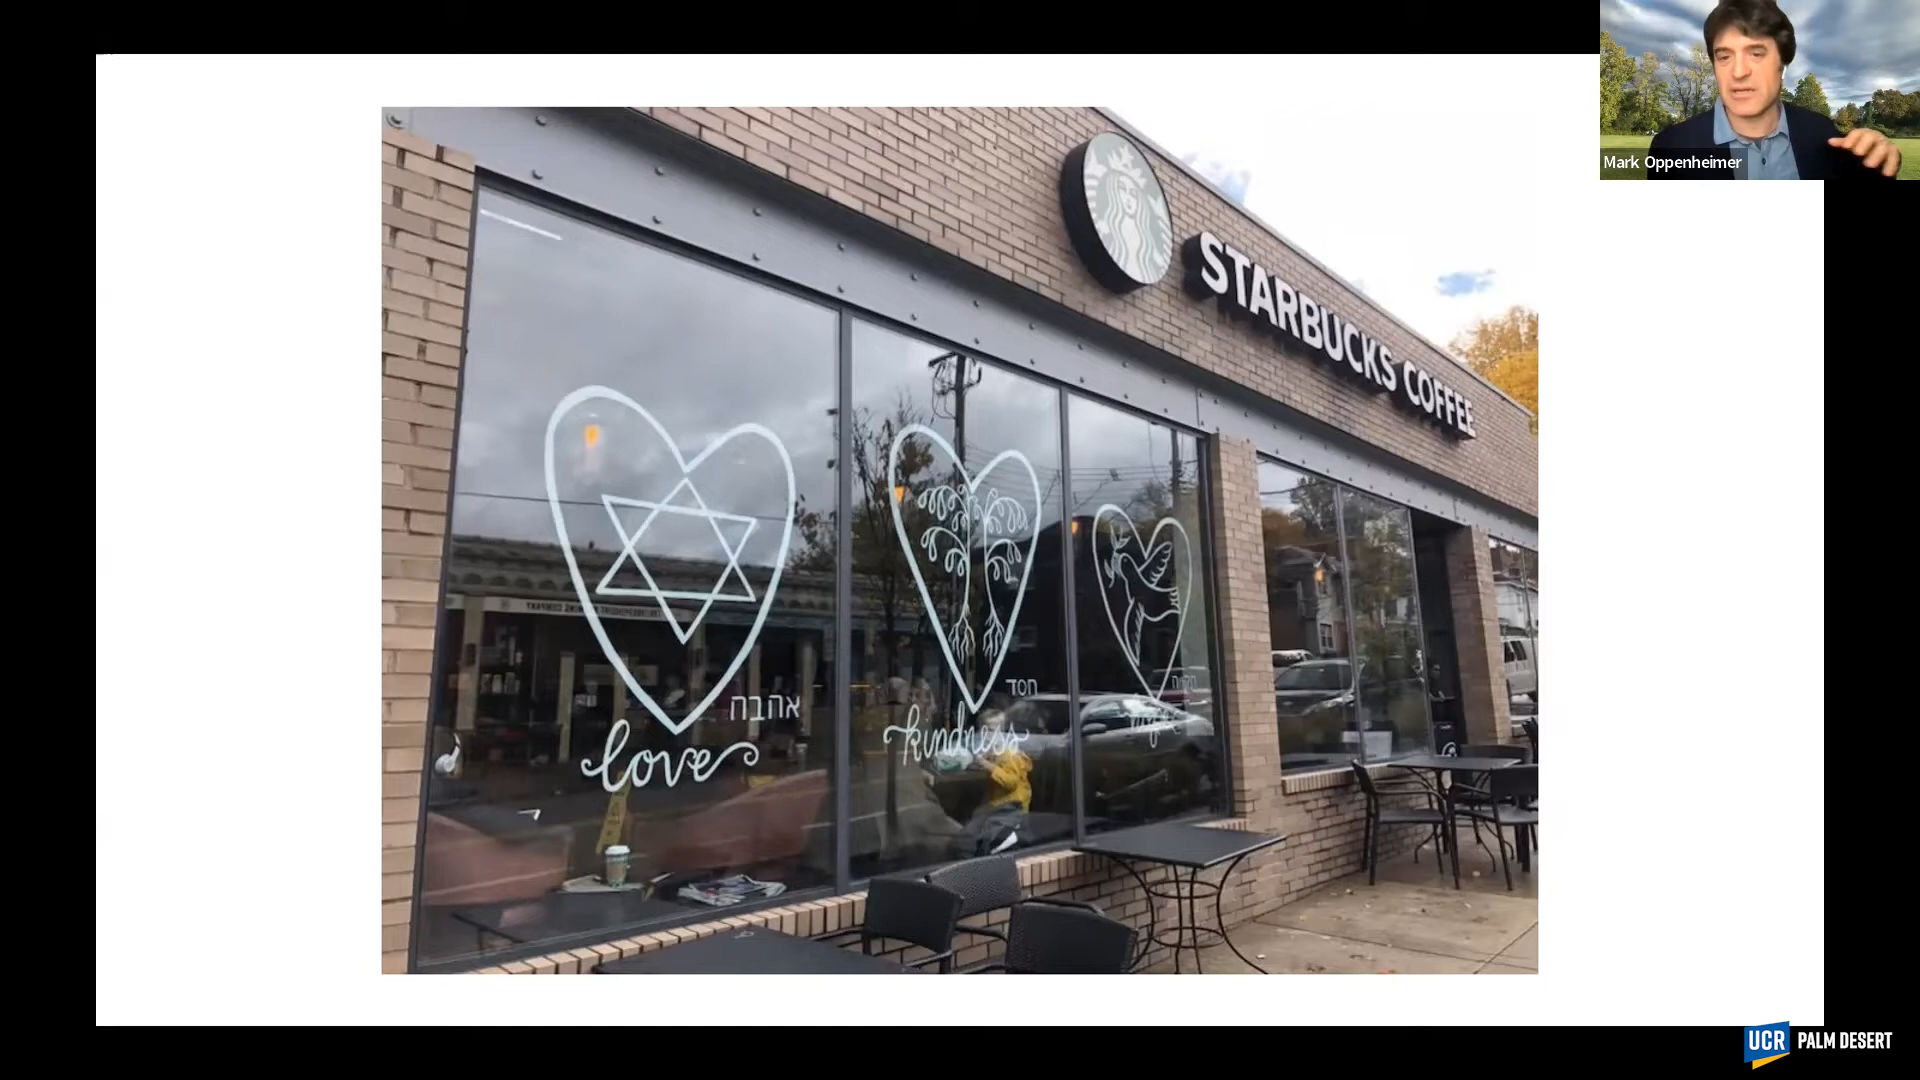 Mark Oppenheimer
STARBUCKS COFFEE
אהבה
love
חסד
kindness
UCR PALM DESERT